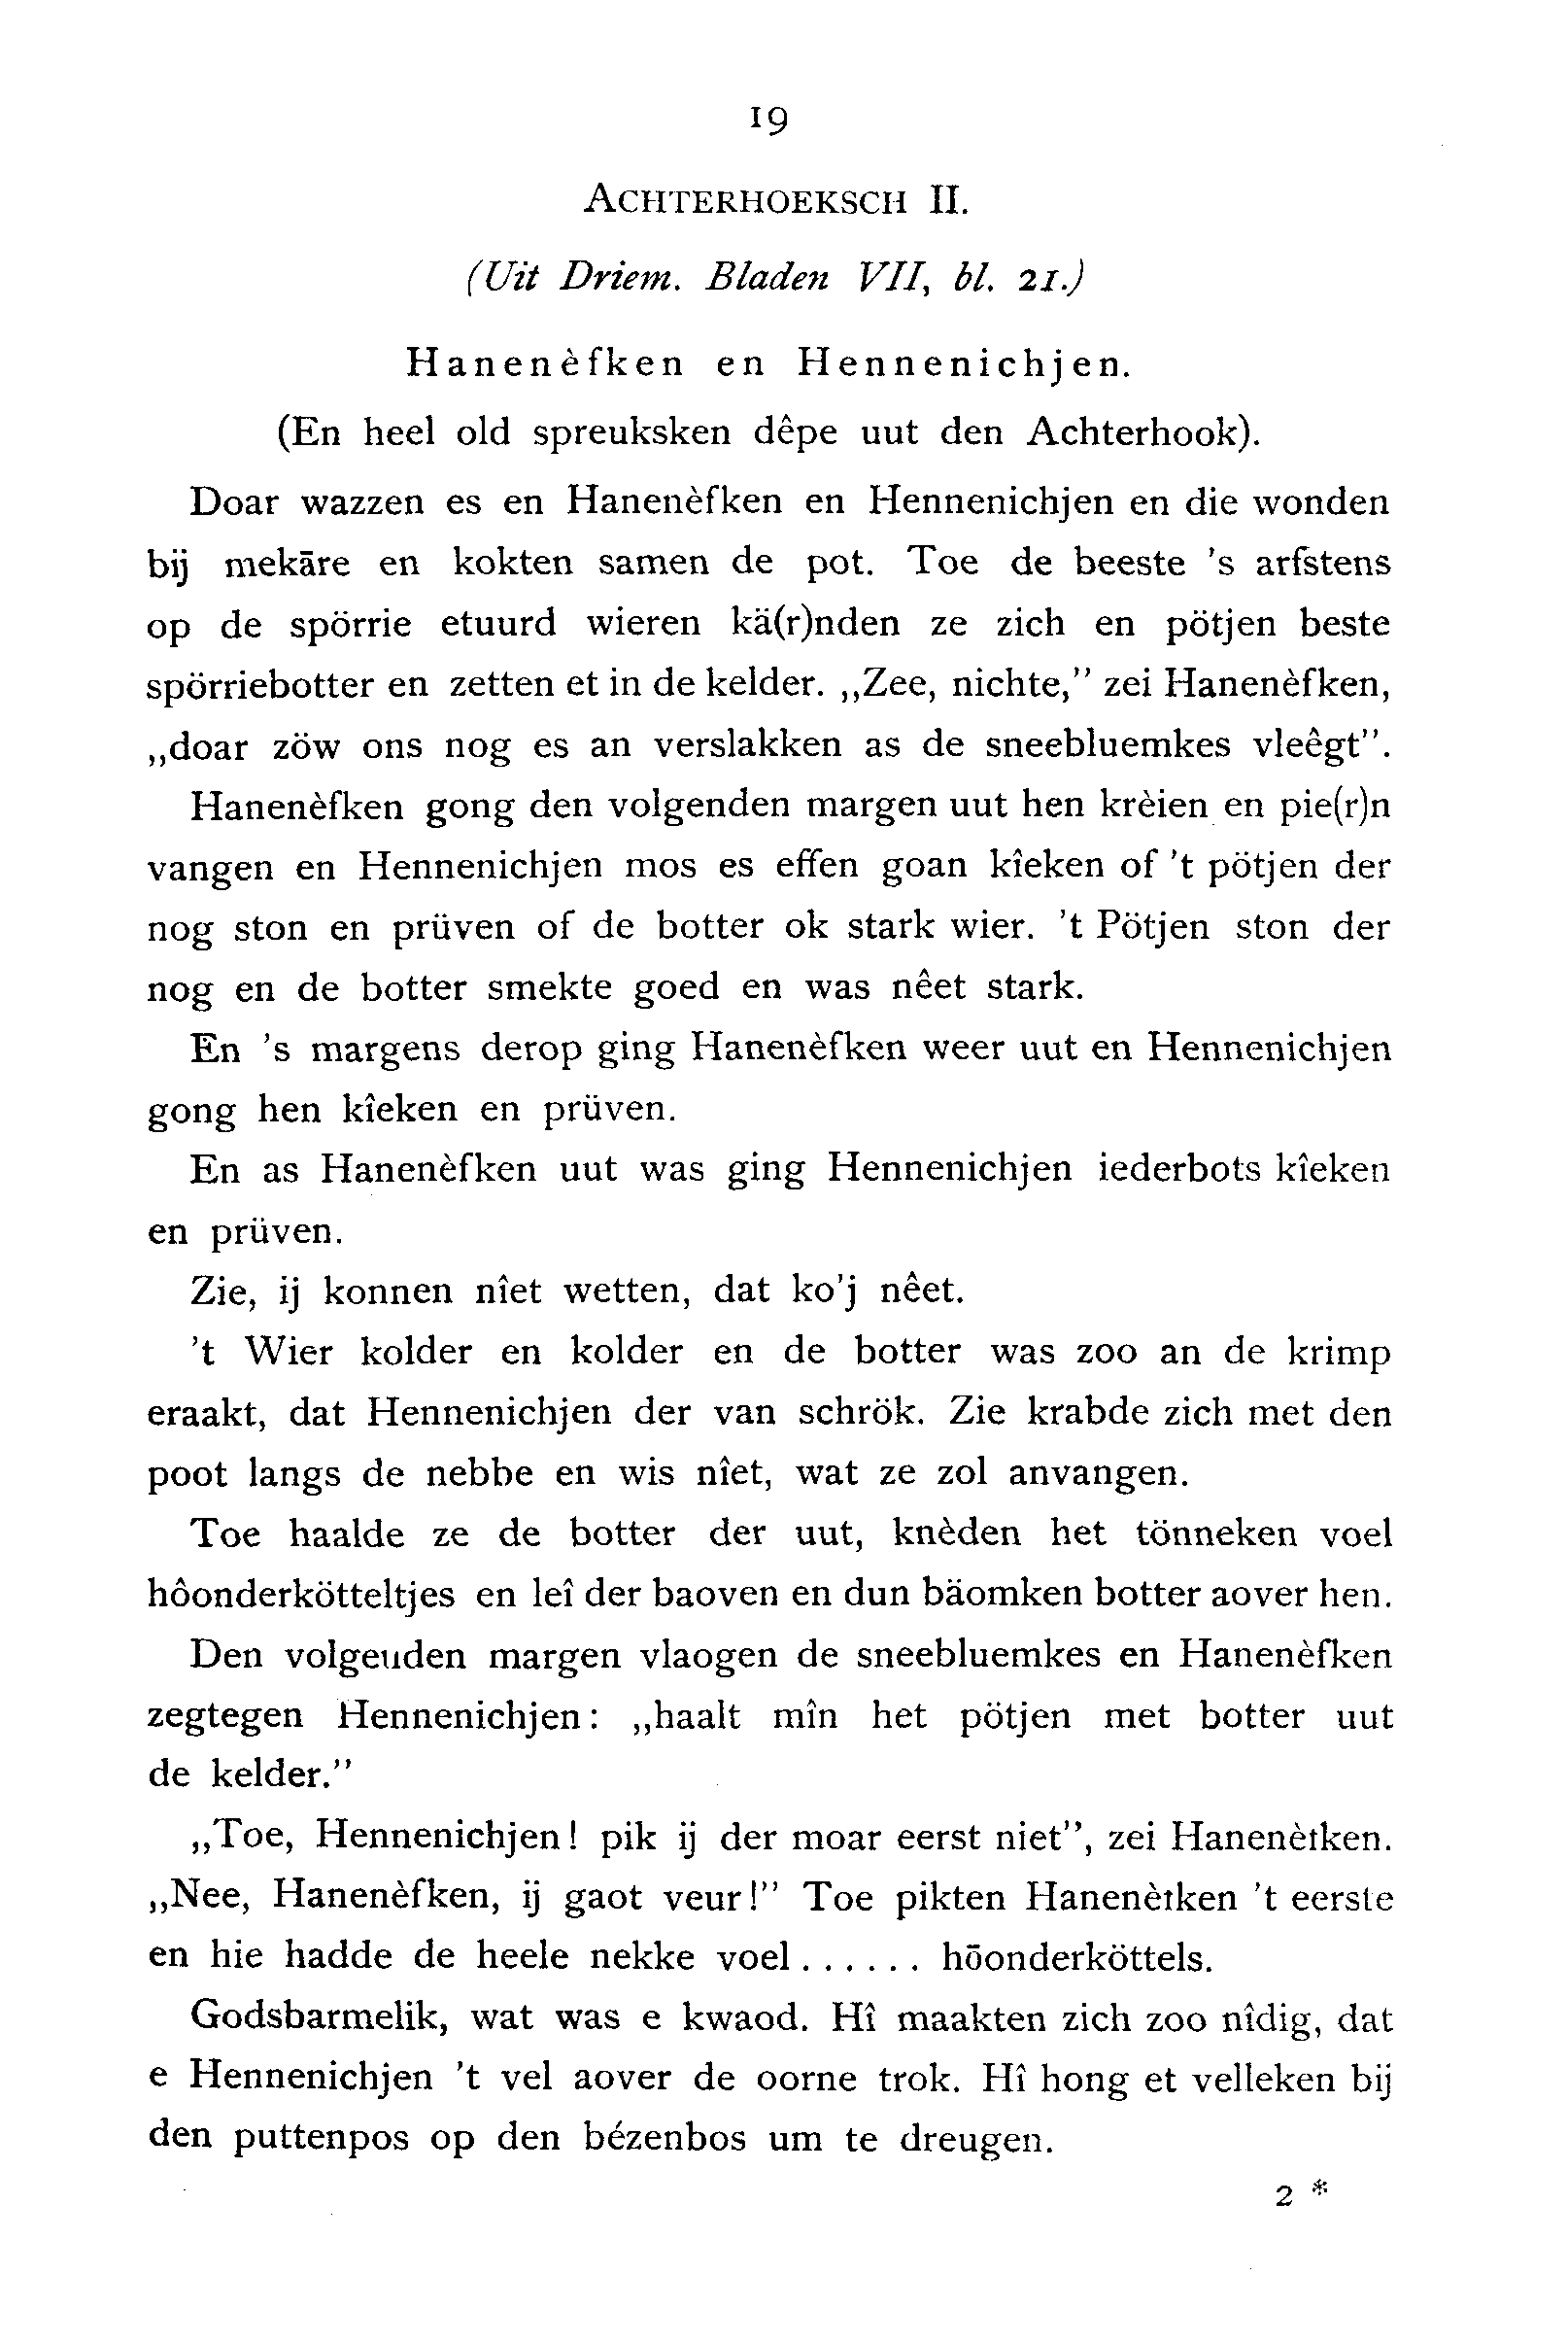 19
ACHTERHOEKSCH II.
(Uit Driem. Bladen VII, bl. 21.)
Hanenèfken en Hennenichjen.
(En heel old spreuksken dêpe uut den Achterhook).
Doar wazzen es en Hanenèfken en Hennenichjen en die wonden
bij mekāre en kokten samen de pot. Toe de beeste 's arfstens
op de spörrie etuurd wieren kä(r)nden ze zich en pötjen beste
spörriebotter en zetten et in de kelder. „Zee, nichte,” zei Hanenèfken,
„doar zöw ons nog es an verslakken as de sneebluemkes vleêgt”.
Hanenèfken gong den volgenden margen uut hen krèien en pie(r)n
vangen en Hennenichjen mos es effen goan kîeken of 't pötjen der
nog ston en prüven of de botter ok stark wier. 't Pötjen ston der
nog en de botter smekte goed en was nêet stark.
En 's margens derop ging Hanenèfken weer uut en Hennenichjen
gong hen kîeken en prüven.
En as Hanenèfken uut was ging Hennenichjen iederbots kîeken
en prüven.
Zie, ij konnen nîet wetten, dat ko'j nêet.
't Wier kolder en kolder en de botter was zoo an de krimp
eraakt, dat Hennenichjen der van schrök. Zie krabde zich met den
poot langs de nebbe en wis nîet, wat ze zol anvangen.
Toe haalde ze de botter der uut, knèden het tönneken voel
hôonderkötteltjes en leî der baoven en dun bäomken botter aover hen.
Den volgenden margen vlaogen de sneebluemkes en Hanenèfken
zegtegen Hennenichjen: „haalt mîn het pötjen met botter uut
de kelder.”
„Toe, Hennenichjen! pik ij der moar eerst niet”, zei Hanenèfken.
„Nee, Hanenèfken, ij gaot veur!” Toe pikten Hanenèfken 't eerste
en hie hadde de heele nekke voel...... hōonderköttels.
Godsbarmelik, wat was e kwaod. Hî maakten zich zoo nîdig, dat
e Hennenichjen 't vel aover de oorne trok. Hî hong et velleken bij
den puttenpos op den bézenbos um te dreugen.
2 *